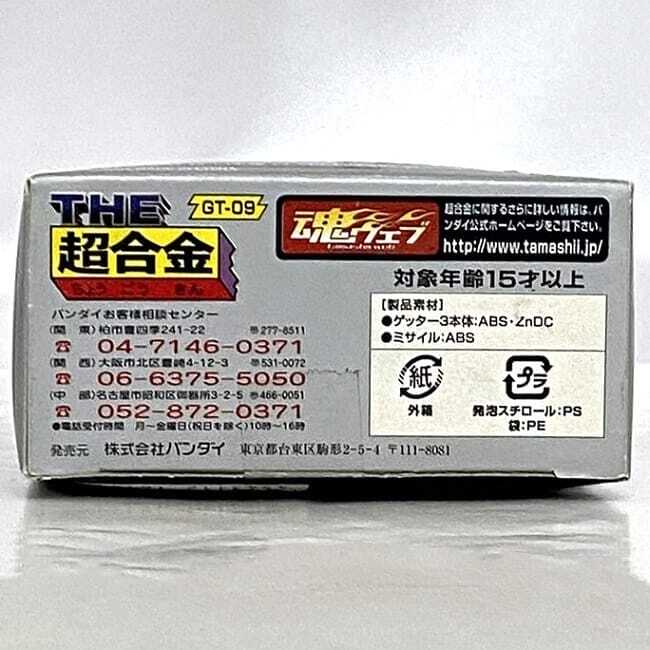 THE
GT-09
超合金
ちょう ごう きん
バンダイお客様相談センター
(関 東)柏市豊四季241-22 〒277-8511
☎ 04-7146-0371
(関 西)大阪市北区豊崎4-12-3 〒531-0072
☎ 06-6375-5050
(中 部)名古屋市昭和区御器所3-2-5 〒466-0051
☎ 052-872-0371
●電話受付時間 月〜金曜日(祝日を除く)10時〜16時
発売元 株式会社バンダイ 東京都台東区駒形2-5-4 〒111-8081
魂ウェブ
tamashii web
超合金に関するさらに詳しい情報は、バ
ンダイ公式ホームページをご覧下さい。
http://www.tamashii.jp/
対象年齢15才以上
【製品素材】
●ゲッター3本体:ABS・ZnDC
●ミサイル:ABS
紙
外箱
プラ
発泡スチロール:PS
袋:PE